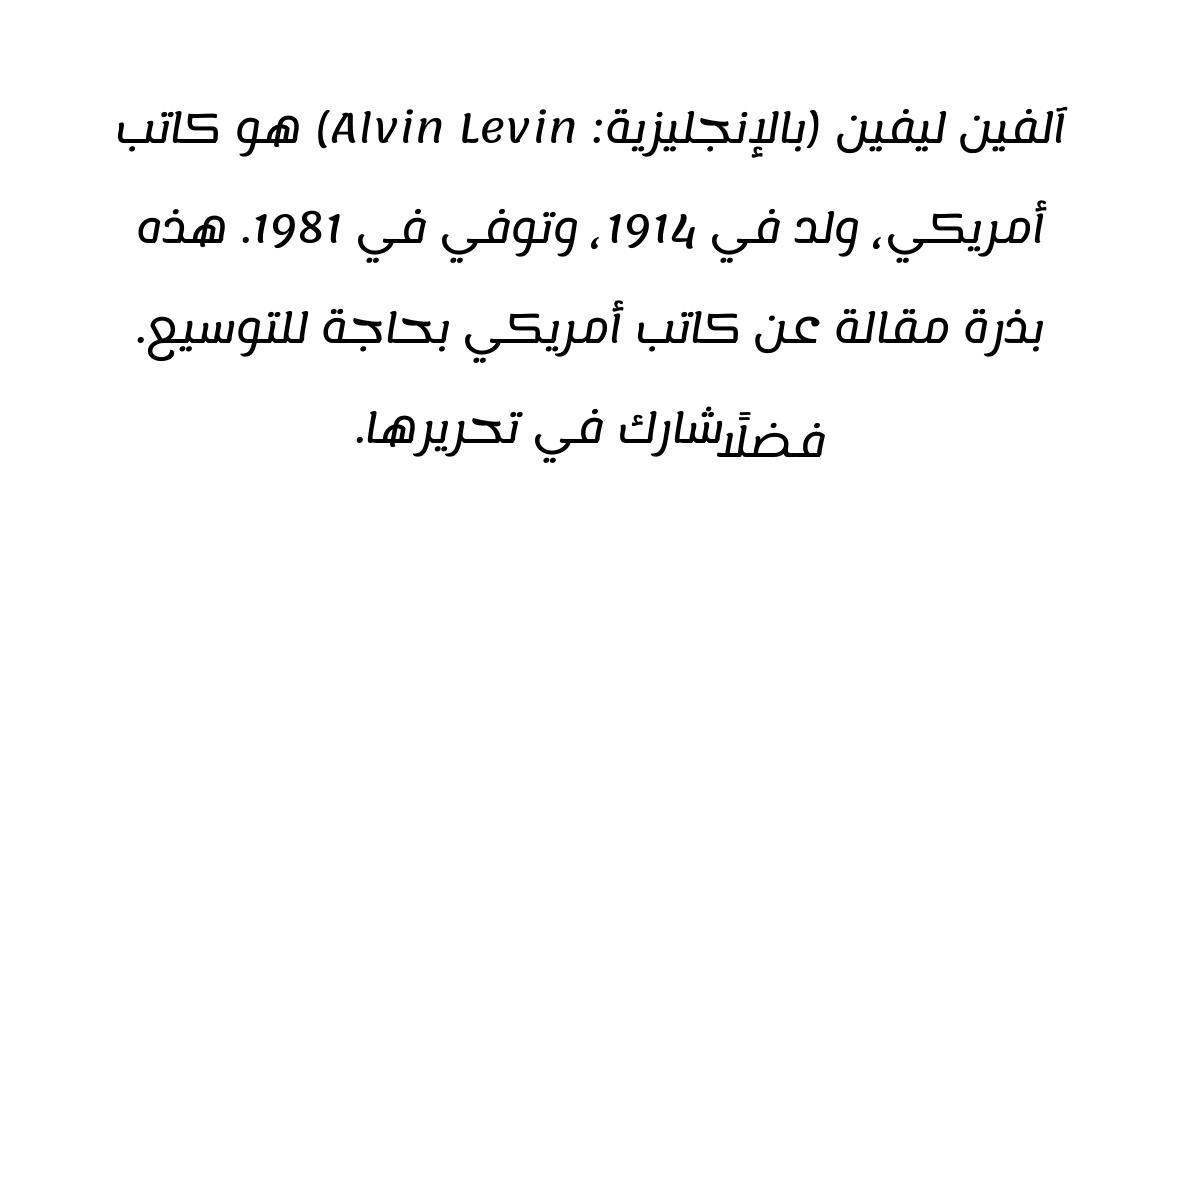 آلفين ليفين (بالإنجليزية: Alvin Levin) هو كاتب
أمريكي، ولد في 1914، وتوفي في 1981. هذه
بذرة مقالة عن كاتب أمريكي بحاجة للتوسيع.
فضلًا شارك في تحريرها.